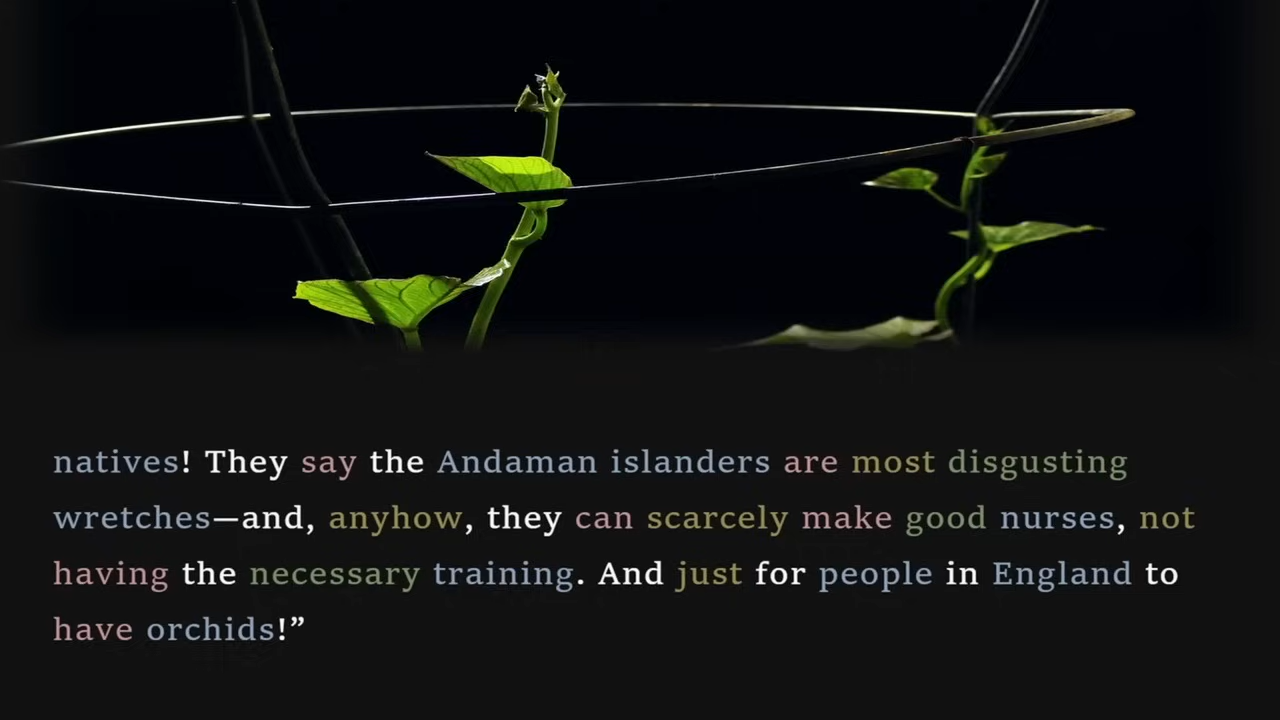 natives! They say the Andaman islanders are most disgusting
wretches—and, anyhow, they can scarcely make good nurses, not
having the necessary training. And just for people in England to
have orchids!”